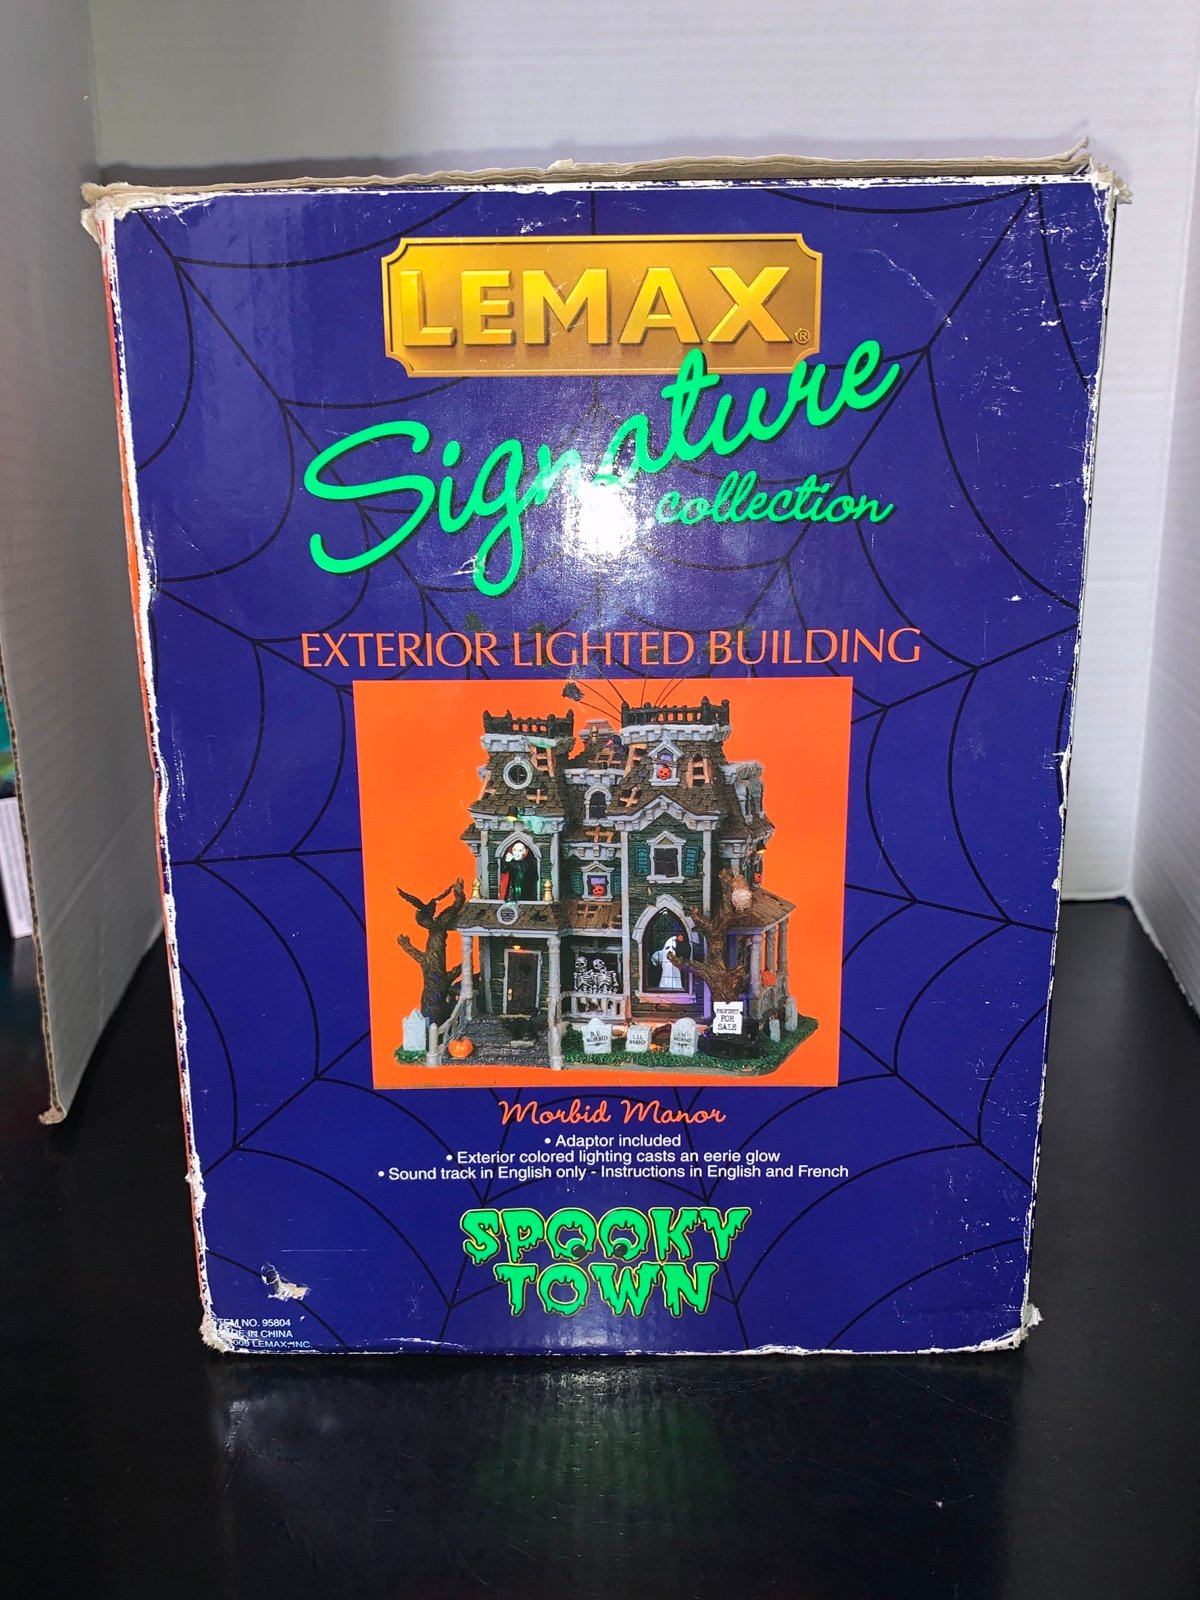 LEMAX®
Signature
collection
EXTERIOR LIGHTED BUILDING
PROPERTY
FOR
SALE
Morbid Manor
• Adaptor included
• Exterior colored lighting casts an eerie glow
• Sound track in English only - Instructions in English and French
SPOOKY
TOWN
NO. 95804
IN CHINA
LEMAX, INC.